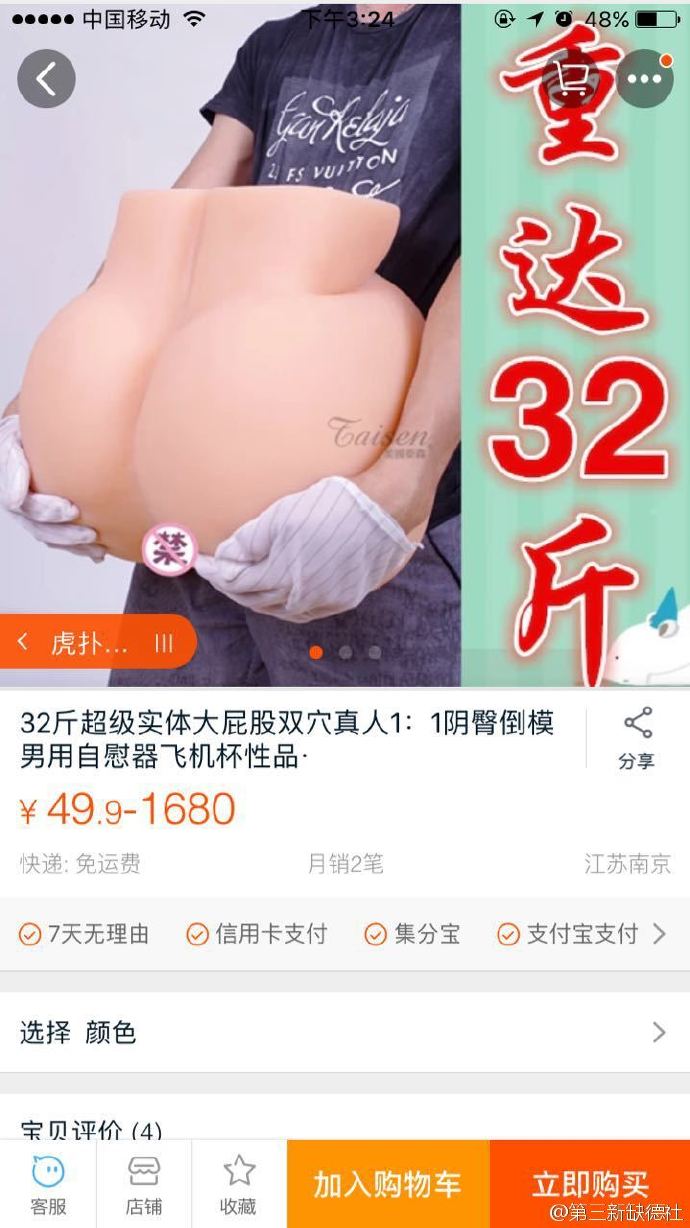 中国移动
下午3:24
48%
Gan Kelaja
FS VUITTON
Co
重
达
32
斤
Taisen
禁
虎扑...
32斤超级实体大屁股双穴真人1：1阴臀倒模
男用自慰器飞机杯性品·
分享
¥ 49.9-1680
快递: 免运费
月销2笔
江苏南京
7天无理由
信用卡支付
集分宝
支付宝支付
选择 颜色
宝贝评价 (4)
客服
店铺
收藏
加入购物车
立即购买
@第三新缺德社